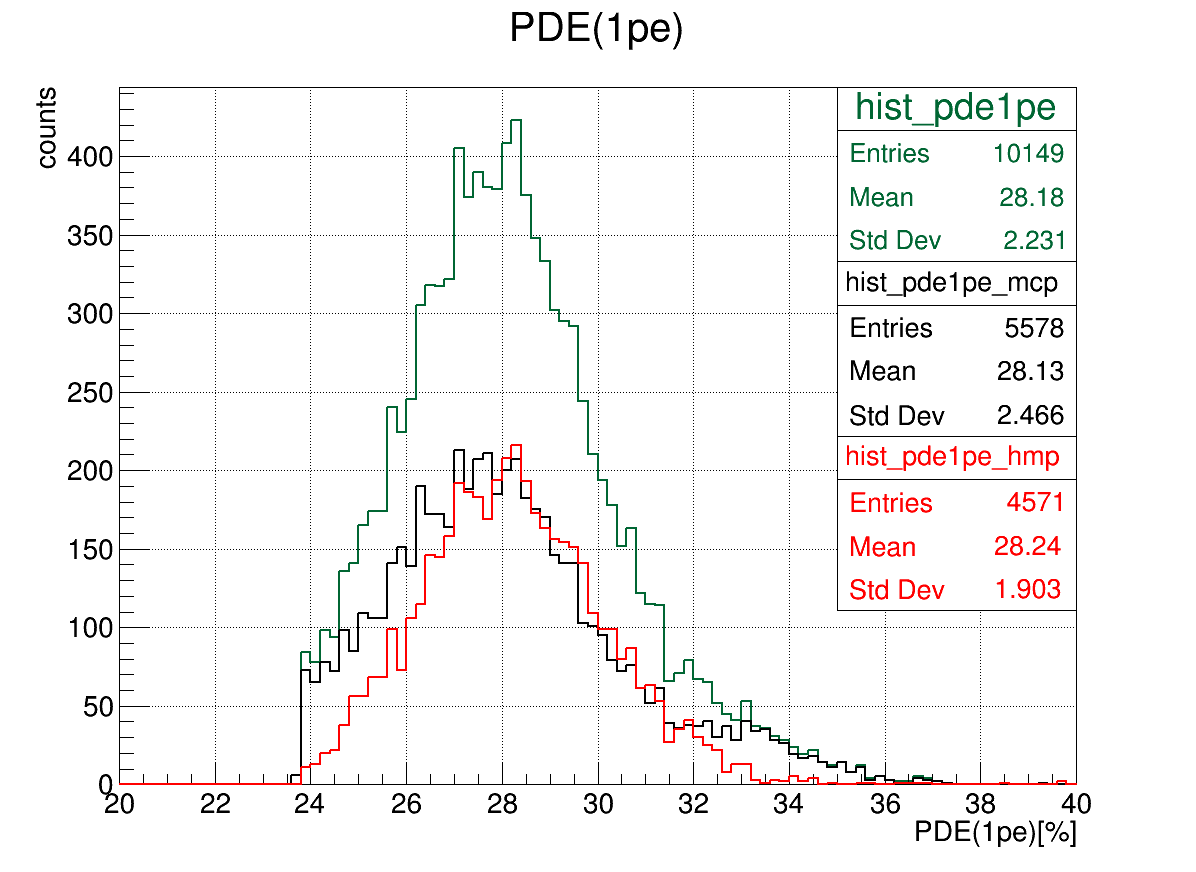 PDE(1pe)
counts
400
350
300
250
200
150
100
50
0
20 22 24 26 28 30 32 34 36 38 40
PDE(1pe)[%]
hist_pde1pe
Entries 10149
Mean 28.18
Std Dev 2.231
hist_pde1pe_mcp
Entries 5578
Mean 28.13
Std Dev 2.466
hist_pde1pe_hmp
Entries 4571
Mean 28.24
Std Dev 1.903